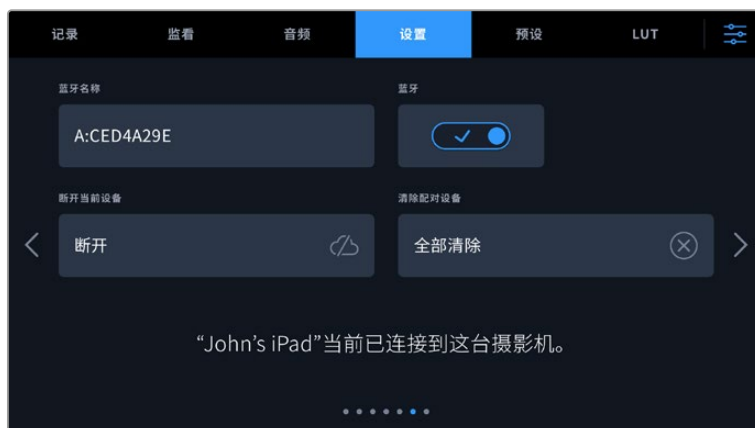 记录 监看 音频 设置 预设 LUT
蓝牙名称 蓝牙
A:CED4A29E
断开当前设备 清除配对设备
断开 全部清除
“John’s iPad”当前已连接到这台摄影机。